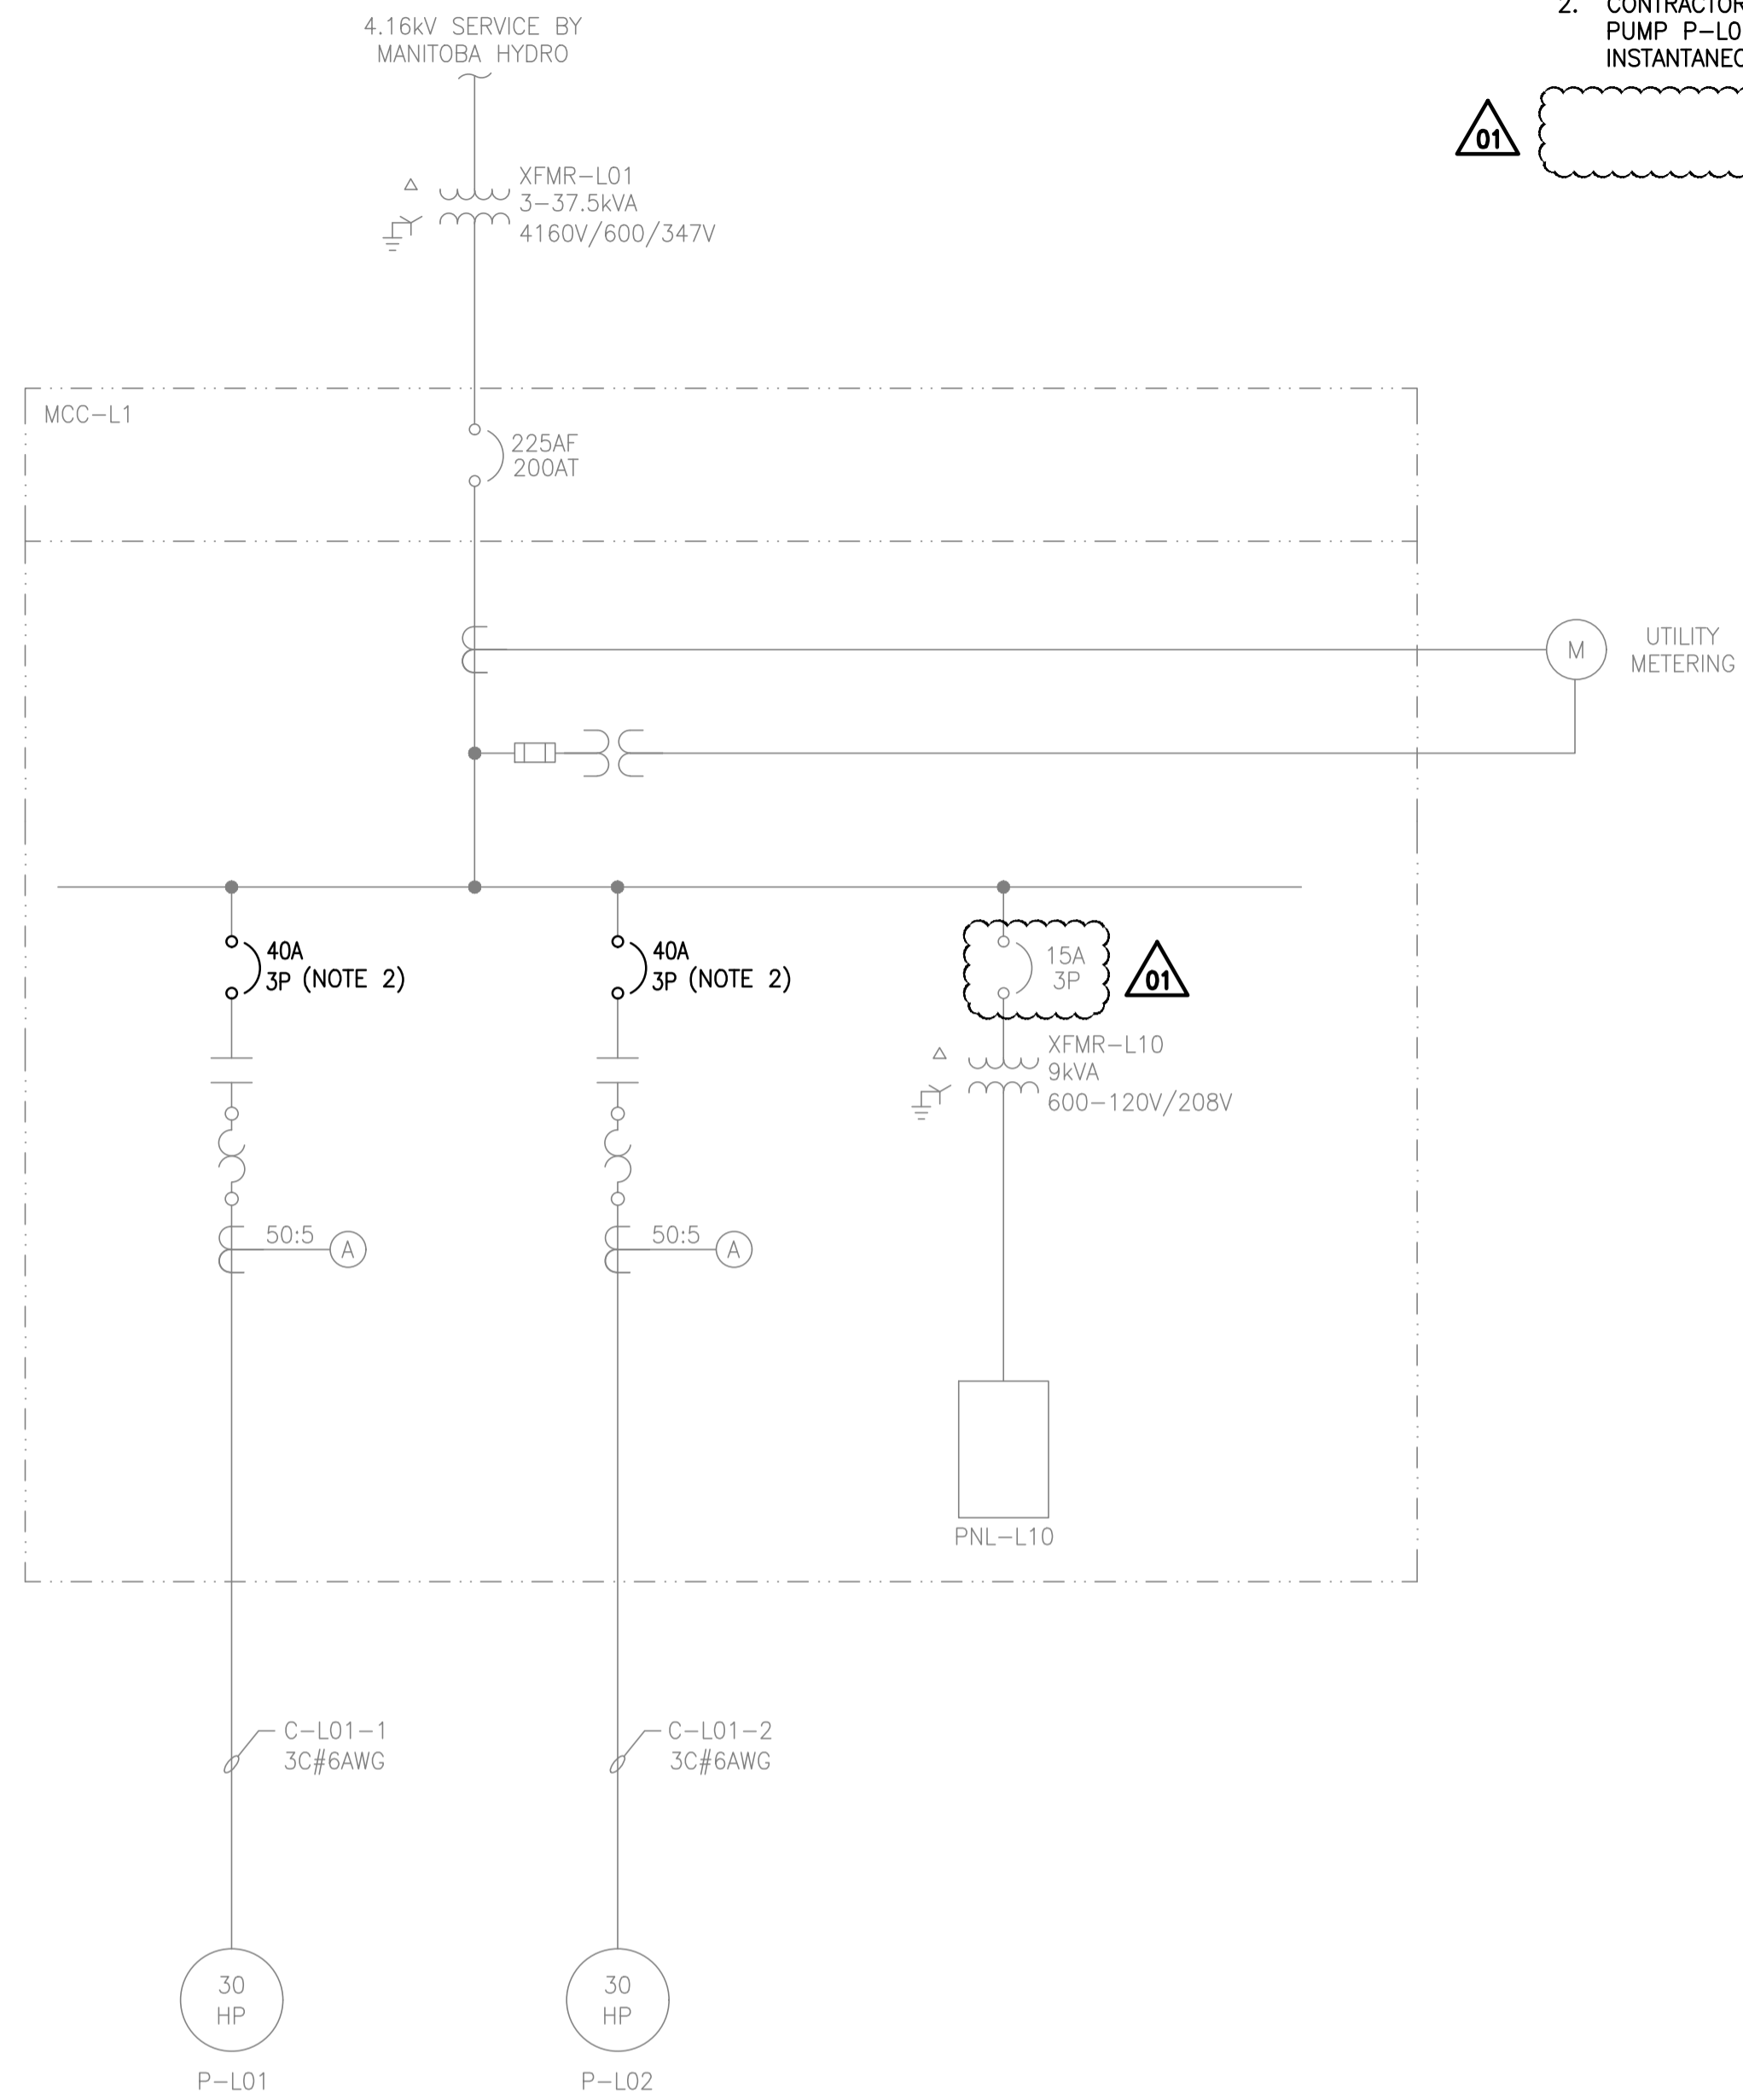 4.16kV SERVICE BY
MANITOBA HYDRO
2.
PUMP
01
XFMR-L01
3-37.5kVA
4160V/600/347V
MCC-L1
225AF
200AT
M
UTILITY
METERING
40A
3P (NOTE 2)
40A
3P (NOTE 2)
15A
3P
01
XFMR-L10
9kVA
600-120V/208V
50:5
A
50:5
A
PNL-L10
C-L01-1
3C#6AWG
C-L01-2
3C#6AWG
30
HP
30
HP
P-L01
P-L02